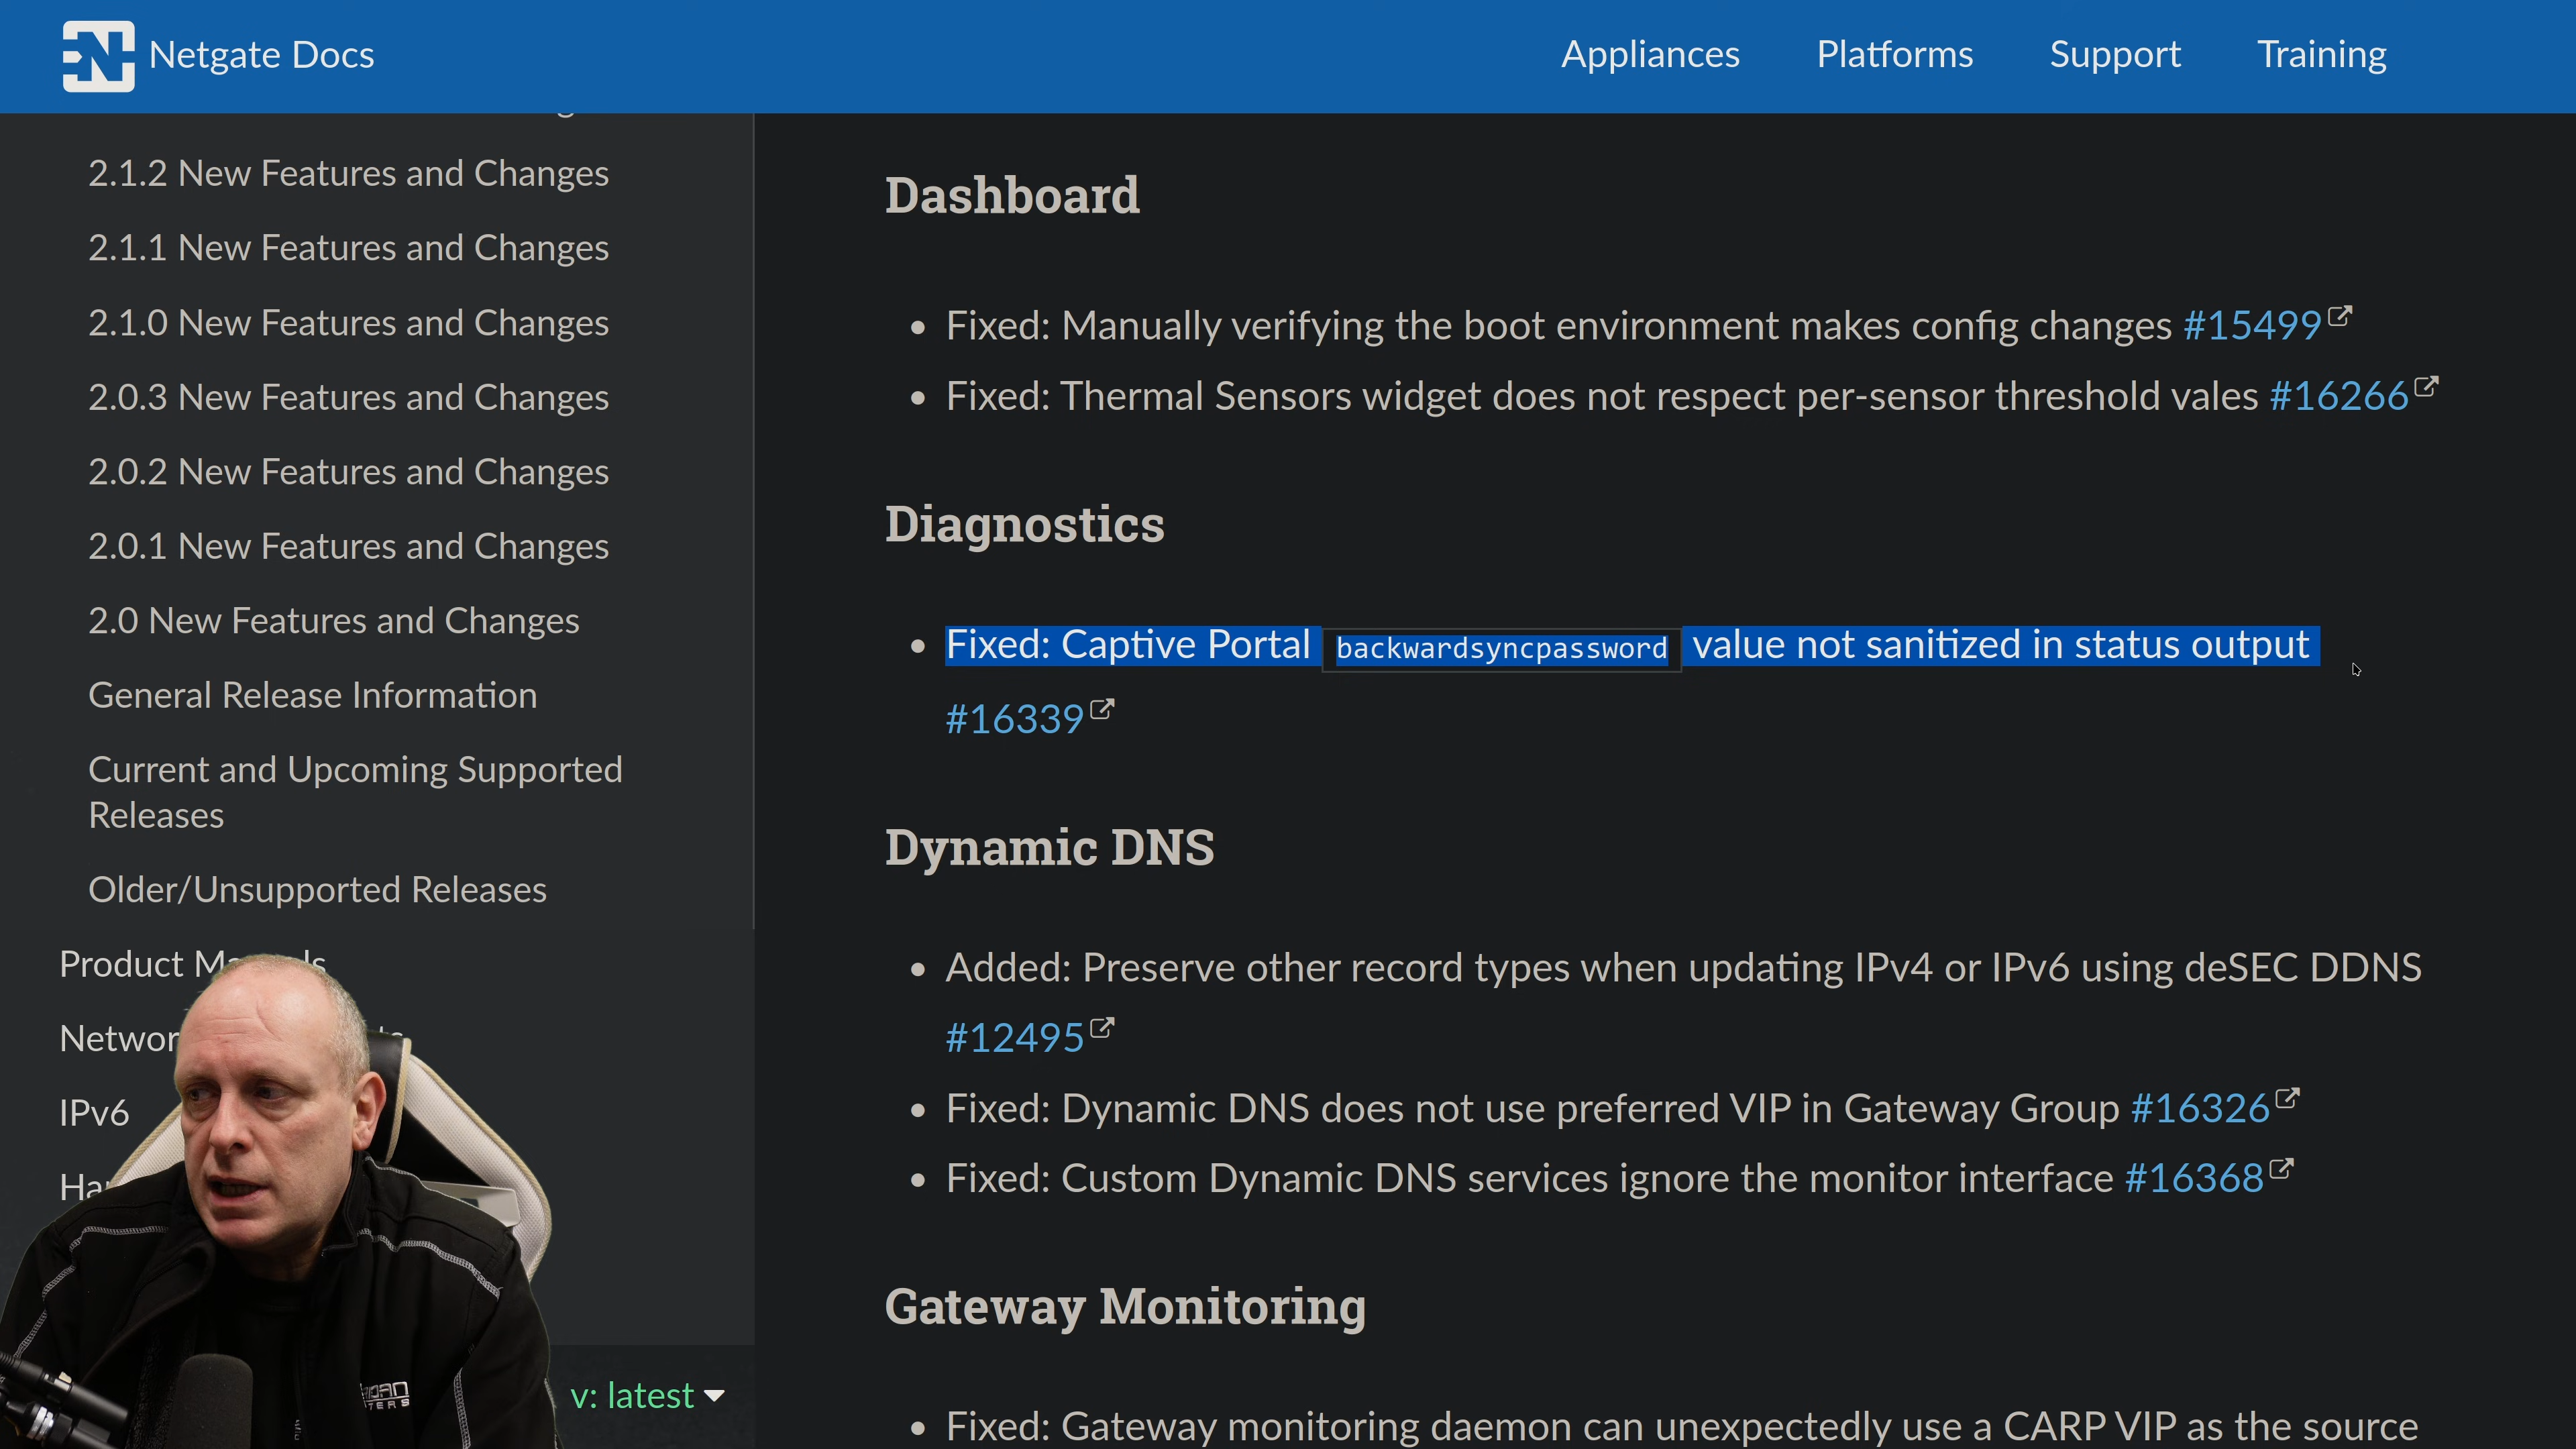 Netgate Docs
Appliances
Platforms
Support
Training
2.1.2 New Features and Changes
2.1.1 New Features and Changes
2.1.0 New Features and Changes
2.0.3 New Features and Changes
2.0.2 New Features and Changes
2.0.1 New Features and Changes
2.0 New Features and Changes
General Release Information
Current and Upcoming Supported
Releases
Older/Unsupported Releases
Product
IPv6
v: latest
Dashboard
Fixed: Manually verifying the boot environment makes config changes #15499
Fixed: Thermal Sensors widget does not respect per-sensor threshold vales #16266
Diagnostics
Fixed: Captive Portal backwardsyncpassword value not sanitized in status output
#16339
Dynamic DNS
Added: Preserve other record types when updating IPv4 or IPv6 using deSEC DDNS
#12495
Fixed: Dynamic DNS does not use preferred VIP in Gateway Group #16326
Fixed: Custom Dynamic DNS services ignore the monitor interface #16368
Gateway Monitoring
Fixed: Gateway monitoring daemon can unexpectedly use a CARP VIP as the source